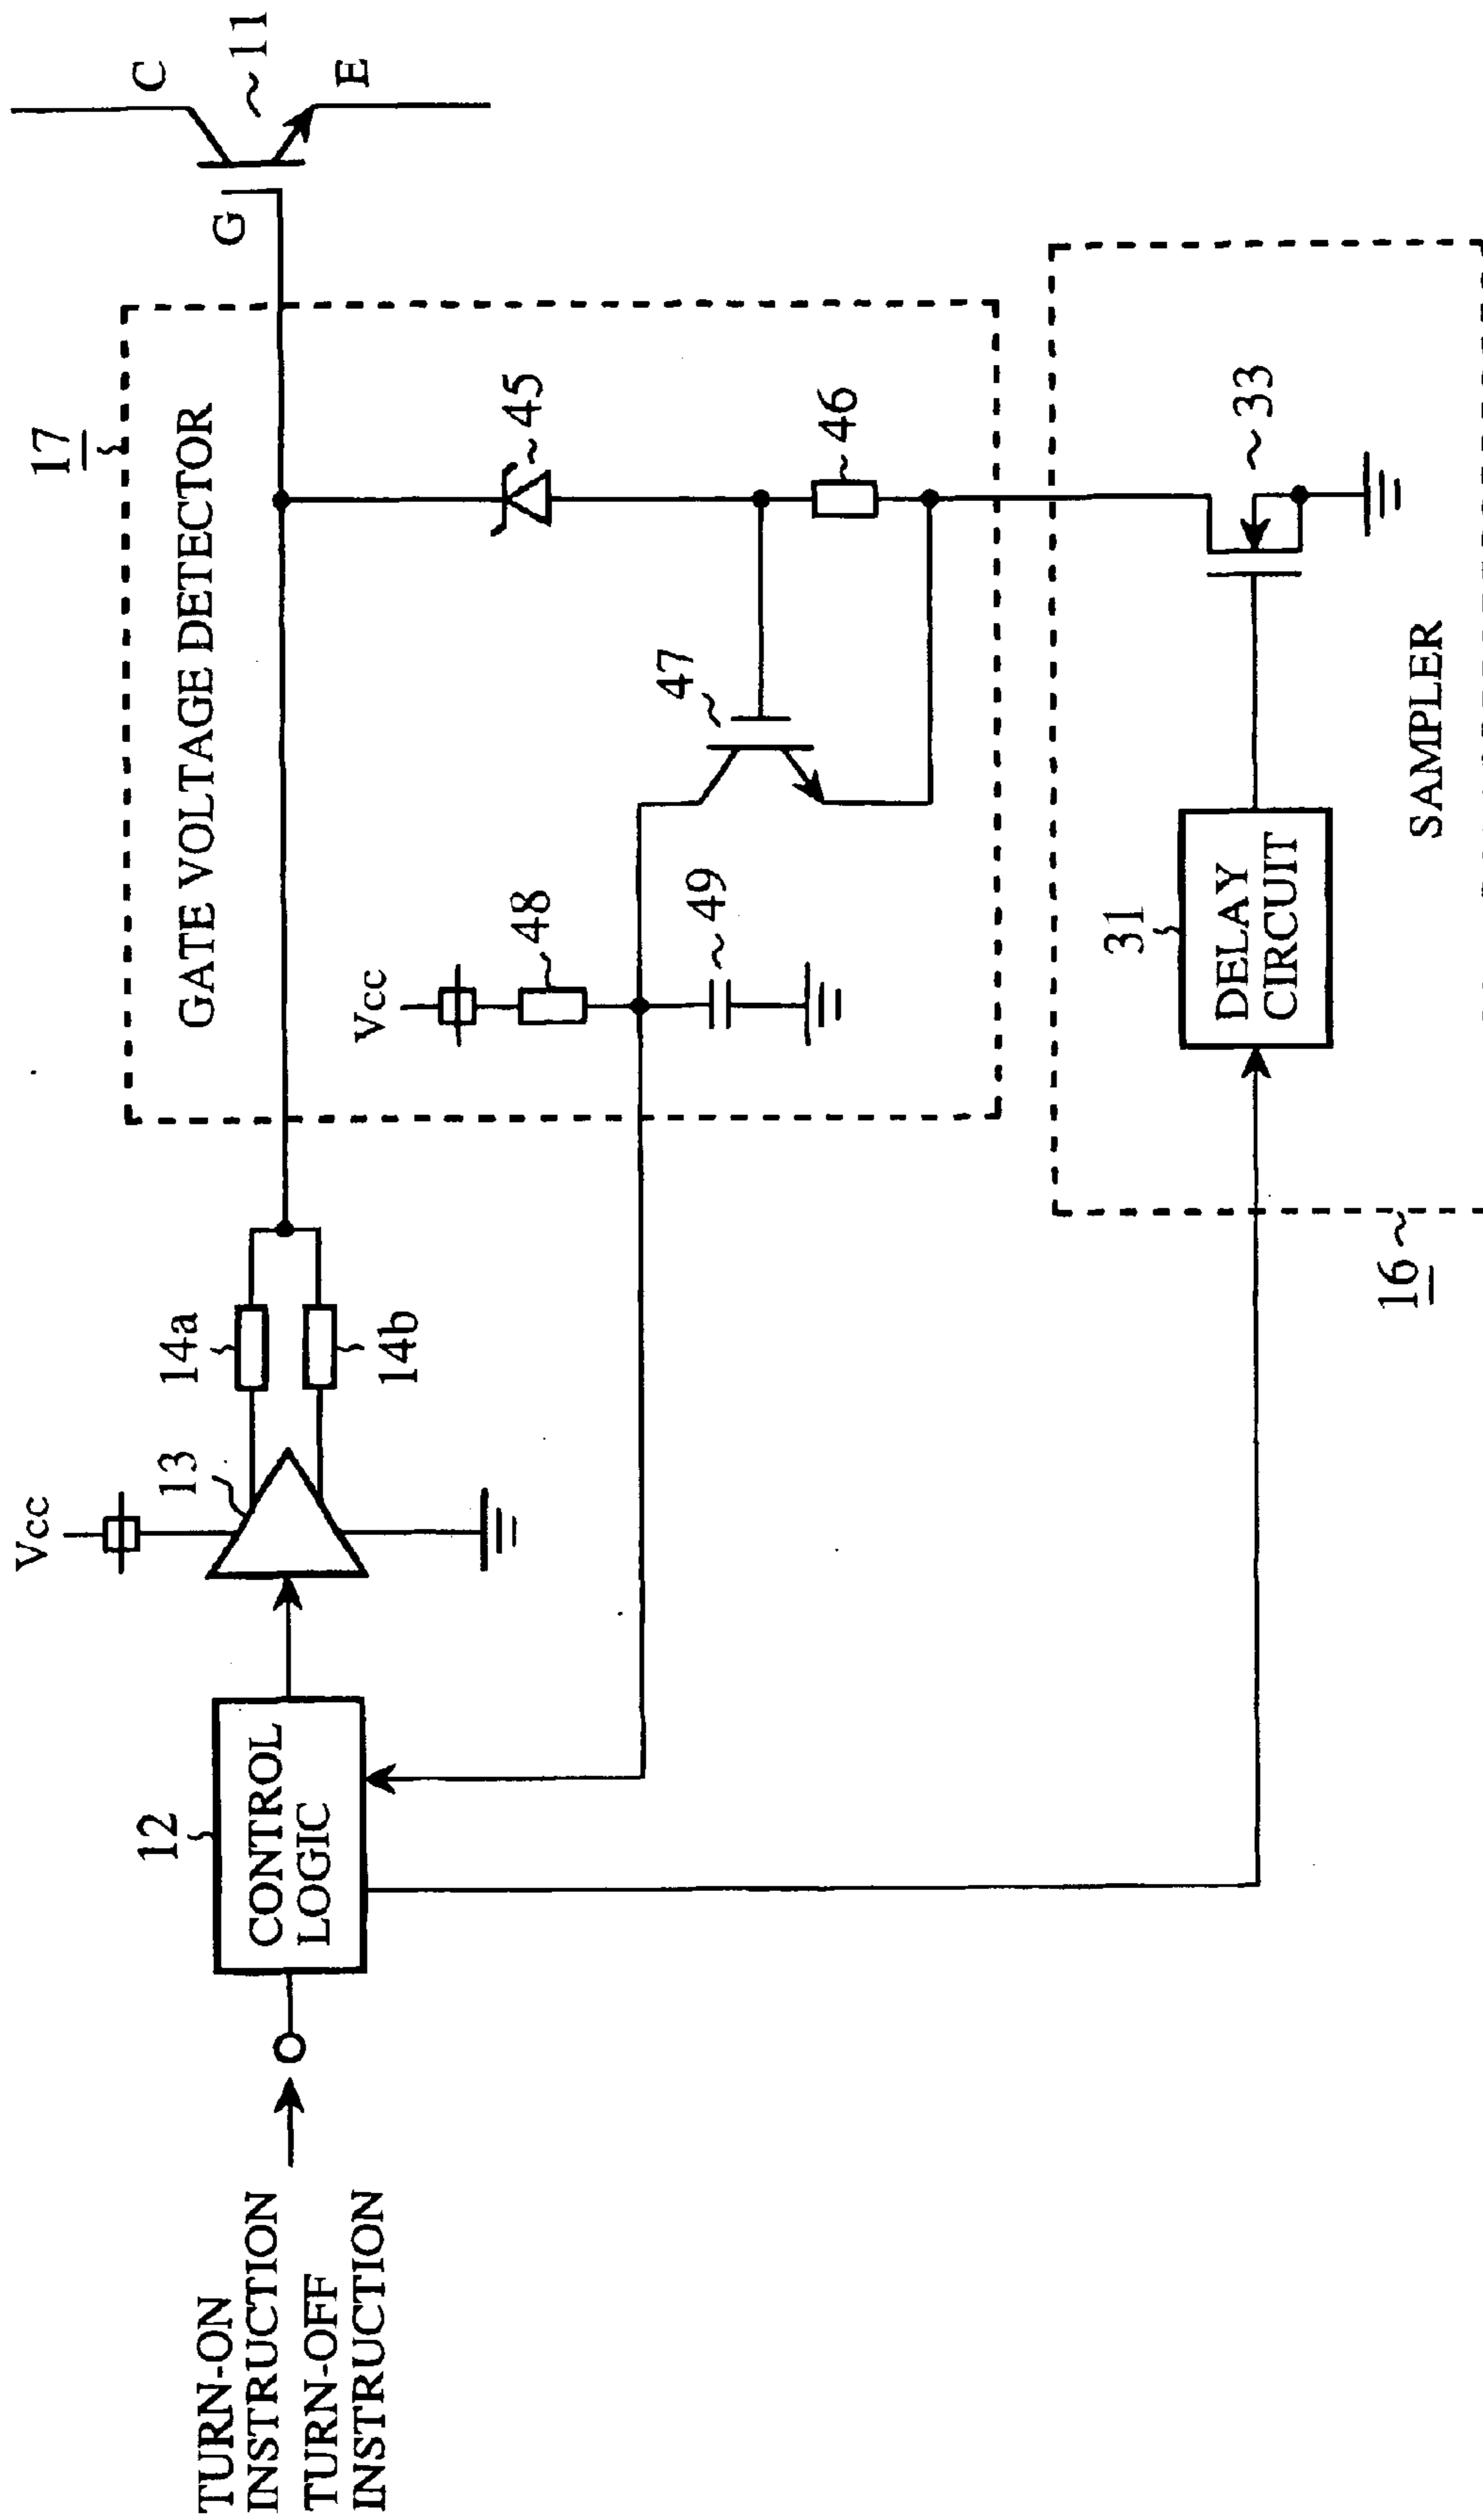 TURN-ON
INSTRUCTION
TURN-OFF
INSTRUCTION
12
CONTROL
LOGIC
Vcc
13
14a
14b
17
GATE VOLTAGE DETECTOR
Vcc
48
49
47
45
46
G
C
11
E
31
DELAY
CIRCUIT
33
SAMPLER
16